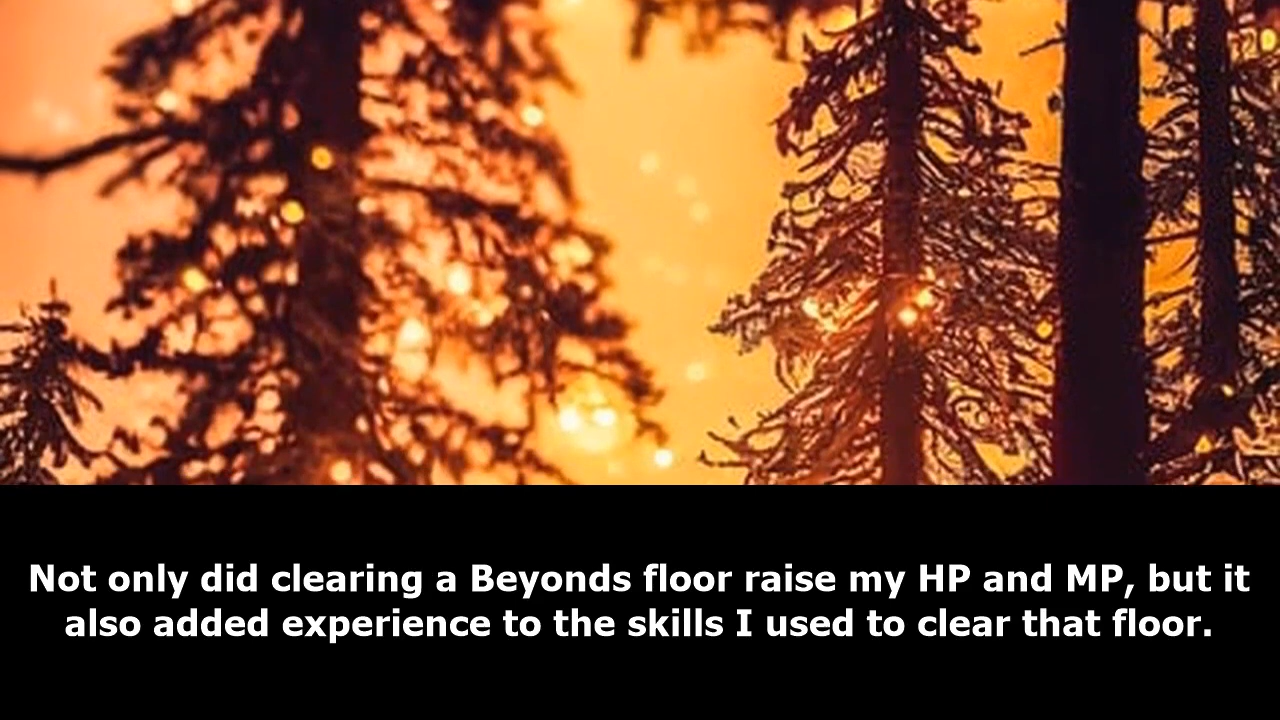 Not only did clearing a Beyonds floor raise my HP and MP, but it
also added experience to the skills I used to clear that floor.